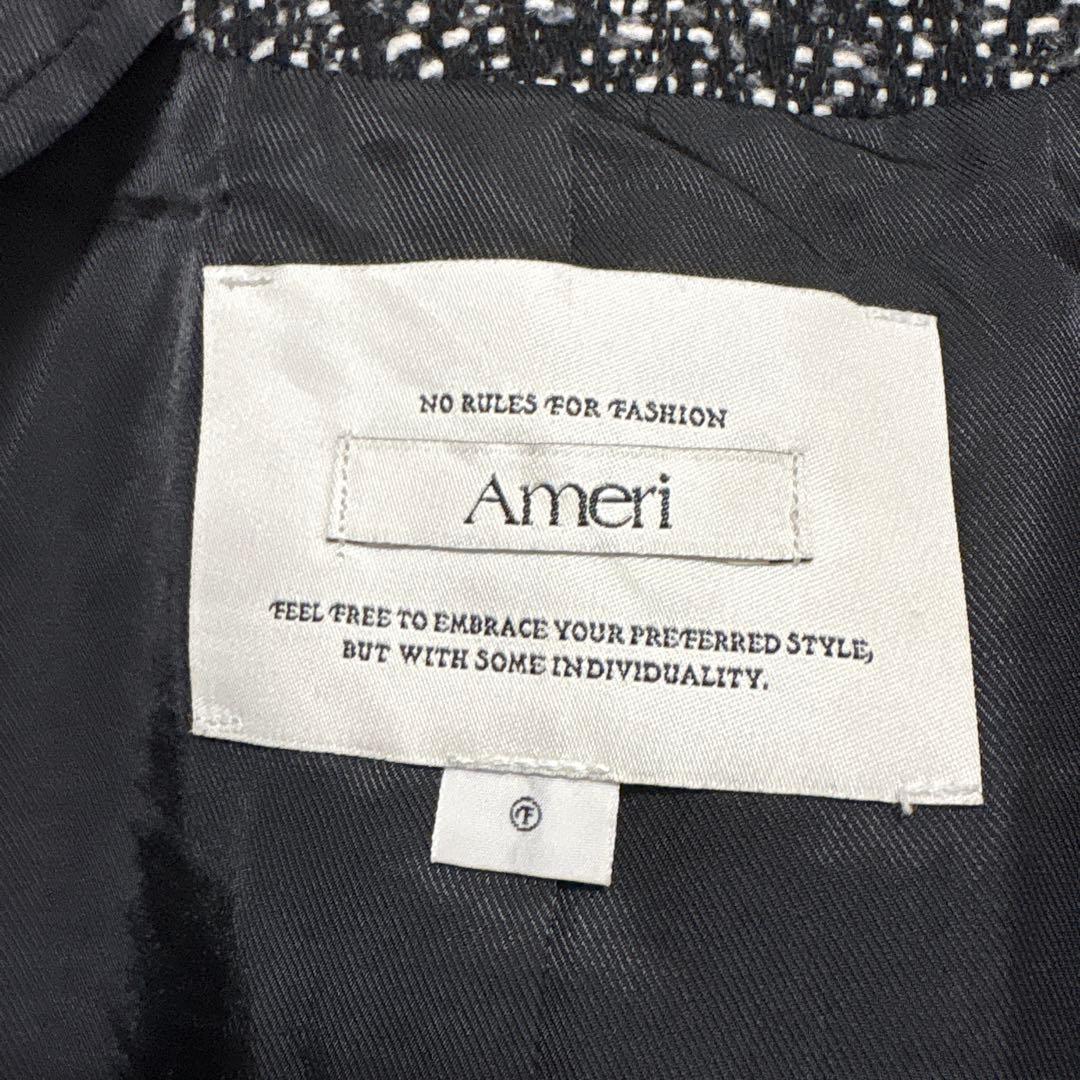 NO RULES FOR FASHION
Ameri
FEEL FREE TO EMBRACE YOUR PREFERRED STYLE,
BUT WITH SOME INDIVIDUALITY.
F